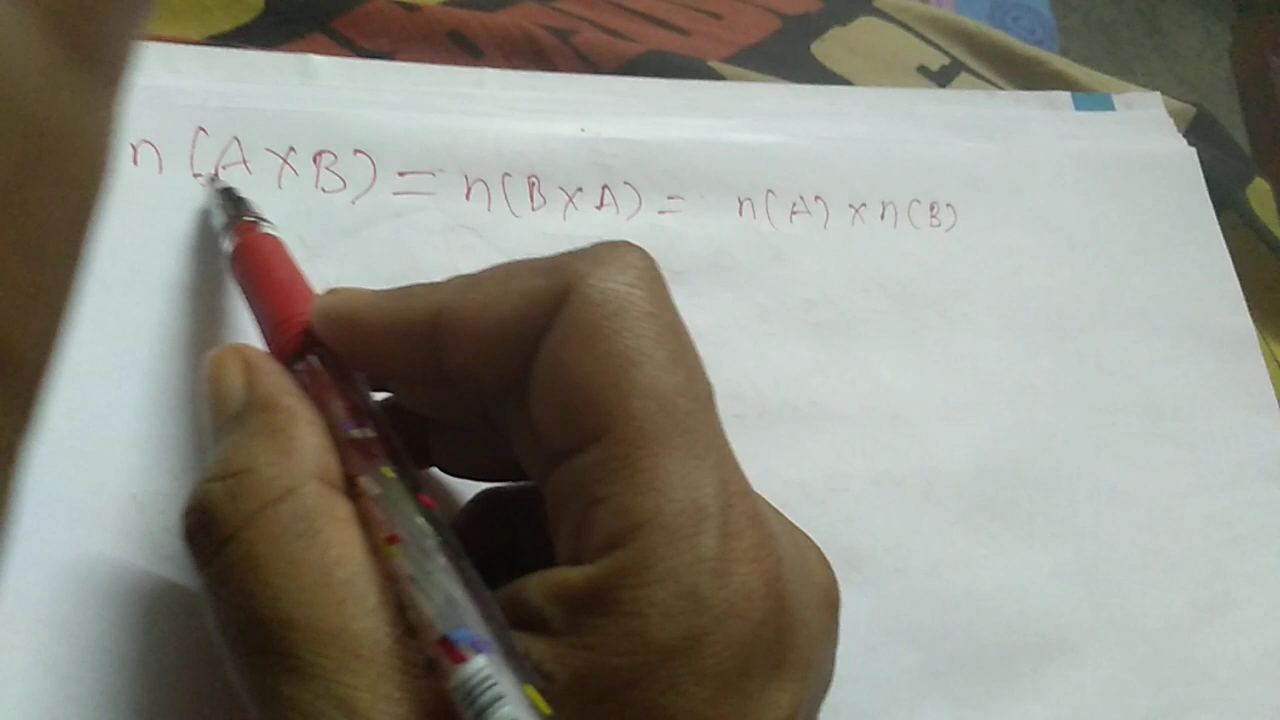 n(A×B) = n(B×A) = n(A) × n(B)